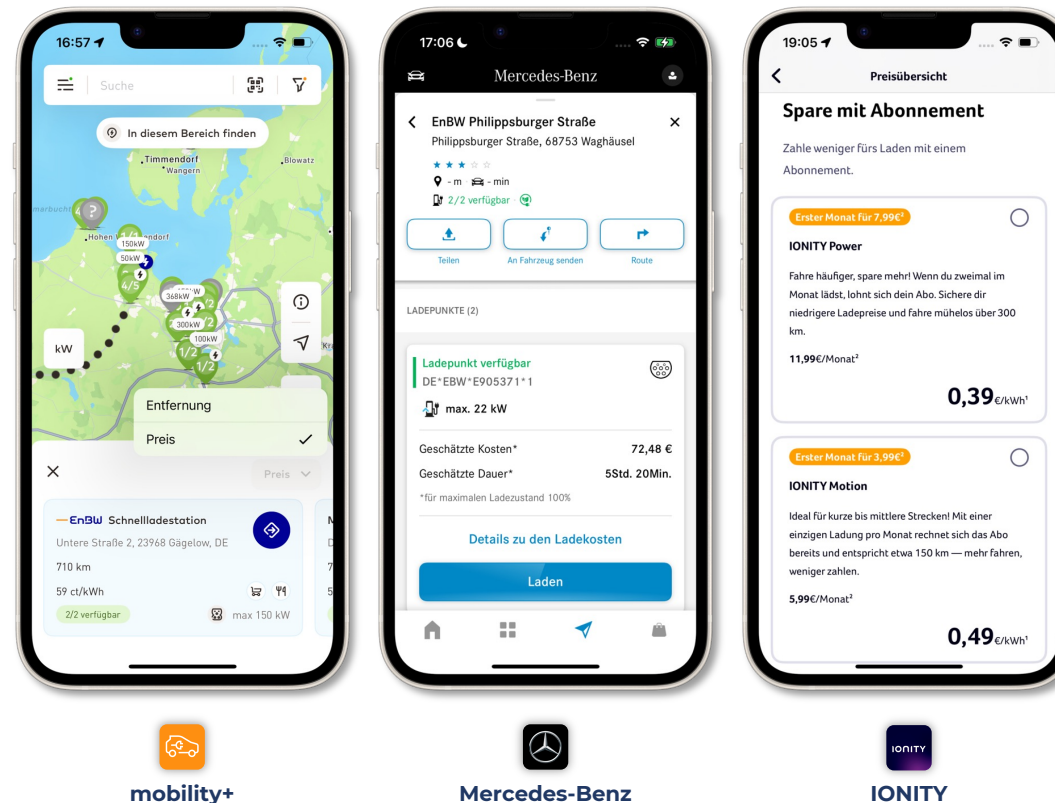 16:57
Suche
In diesem Bereich finden
Timmendorf
Wangern
Blowatz
?
Hohen
ndorf
150kW
50kW
4/5
368kW
300kW
100kW
1/2
1/2
kW
Entfernung
Preis
Preis
EnBW Schnellladestation
Untere Straße 2, 23968 Gägelow, DE
710 km
59 ct/kWh
2/2 verfügbar
max 150 kW
mobility+
17:06
Mercedes-Benz
EnBW Philippsburger Straße
Philippsburger Straße, 68753 Waghäusel
- m · - min
2/2 verfügbar ·
Teilen
An Fahrzeug senden
Route
LADEPUNKTE (2)
Ladepunkt verfügbar
DE*EBW*E905371*1
max. 22 kW
Geschätzte Kosten* 72,48 €
Geschätzte Dauer* 5Std. 20Min.
*für maximalen Ladezustand 100%
Details zu den Ladekosten
Laden
Mercedes-Benz
19:05
Preisübersicht
Spare mit Abonnement
Zahle weniger fürs Laden mit einem
Abonnement.
Erster Monat für 7,99€²
IONITY Power
Fahre häufiger, spare mehr! Wenn du zweimal im
Monat lädst, lohnt sich dein Abo. Sichere dir
niedrigere Ladepreise und fahre mühelos über 300
km.
11,99€/Monat²
0,39€/kWh¹
Erster Monat für 3,99€²
IONITY Motion
Ideal für kurze bis mittlere Strecken! Mit einer
einzigen Ladung pro Monat rechnet sich das Abo
bereits und entspricht etwa 150 km — mehr fahren,
weniger zahlen.
5,99€/Monat²
0,49€/kWh¹
IONITY
IONITY